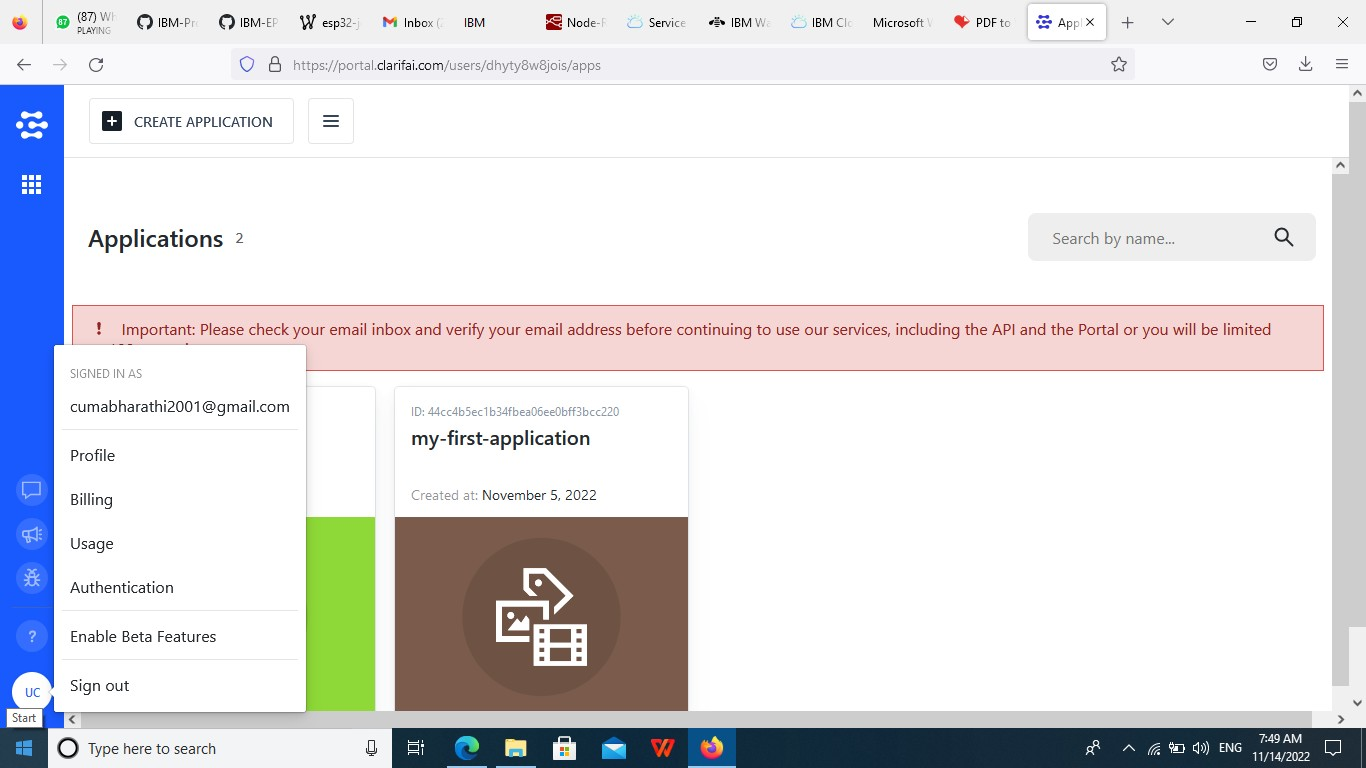 (87) Wh
PLAYING
87
IBM-Pr
IBM-EP
esp32-j
Inbox (2
IBM
Node-R
Service
IBM Wa
IBM Clo
Microsoft W
PDF to
Appl
https://portal.clarifai.com/users/dhyty8w8jois/apps
CREATE APPLICATION
Applications 2
Search by name...
! Important: Please check your email inbox and verify your email address before continuing to use our services, including the API and the Portal or you will be limited
SIGNED IN AS
cumabharathi2001@gmail.com
Profile
Billing
Usage
Authentication
Enable Beta Features
Sign out
ID: 44cc4b5ec1b34fbea06ee0bff3bcc220
my-first-application
Created at: November 5, 2022
?
UC
Start
Type here to search
ENG
7:49 AM
11/14/2022